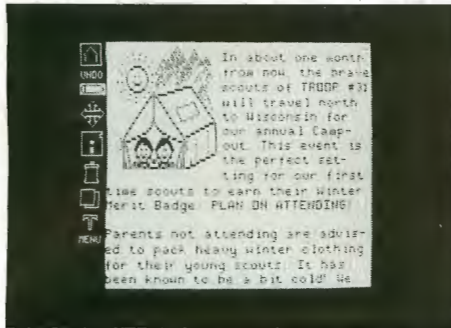 UNDO
In about one month
from now, the brave
scouts of TROOP #31
will travel north
to Wisconsin for
our annual Camp-
out. This event is
the perfect set-
ting for our first
time scouts to earn their Winter
Merit Badge. PLAN ON ATTENDING!
T
MENU
Parents not attending are advis-
ed to pack heavy winter clothing
for their young scouts. It has
been known to be a bit cold! We